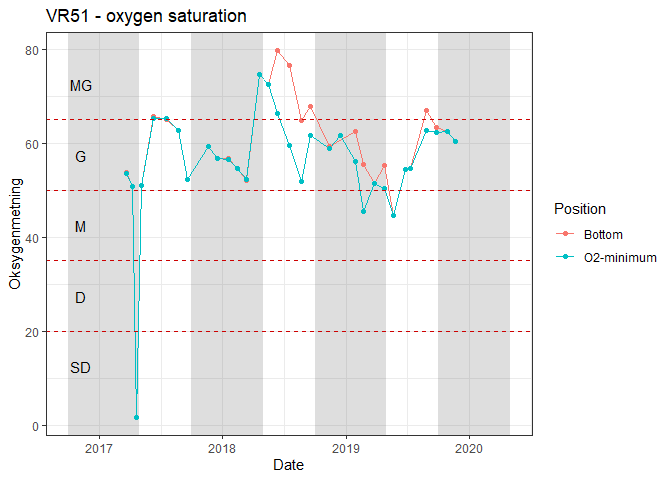 VR51 - oxygen saturation
80
60
40
20
0
Oksygenmetning
MG
G
M
D
SD
2017
2018
2019
2020
Date
Position
Bottom
O2-minimum